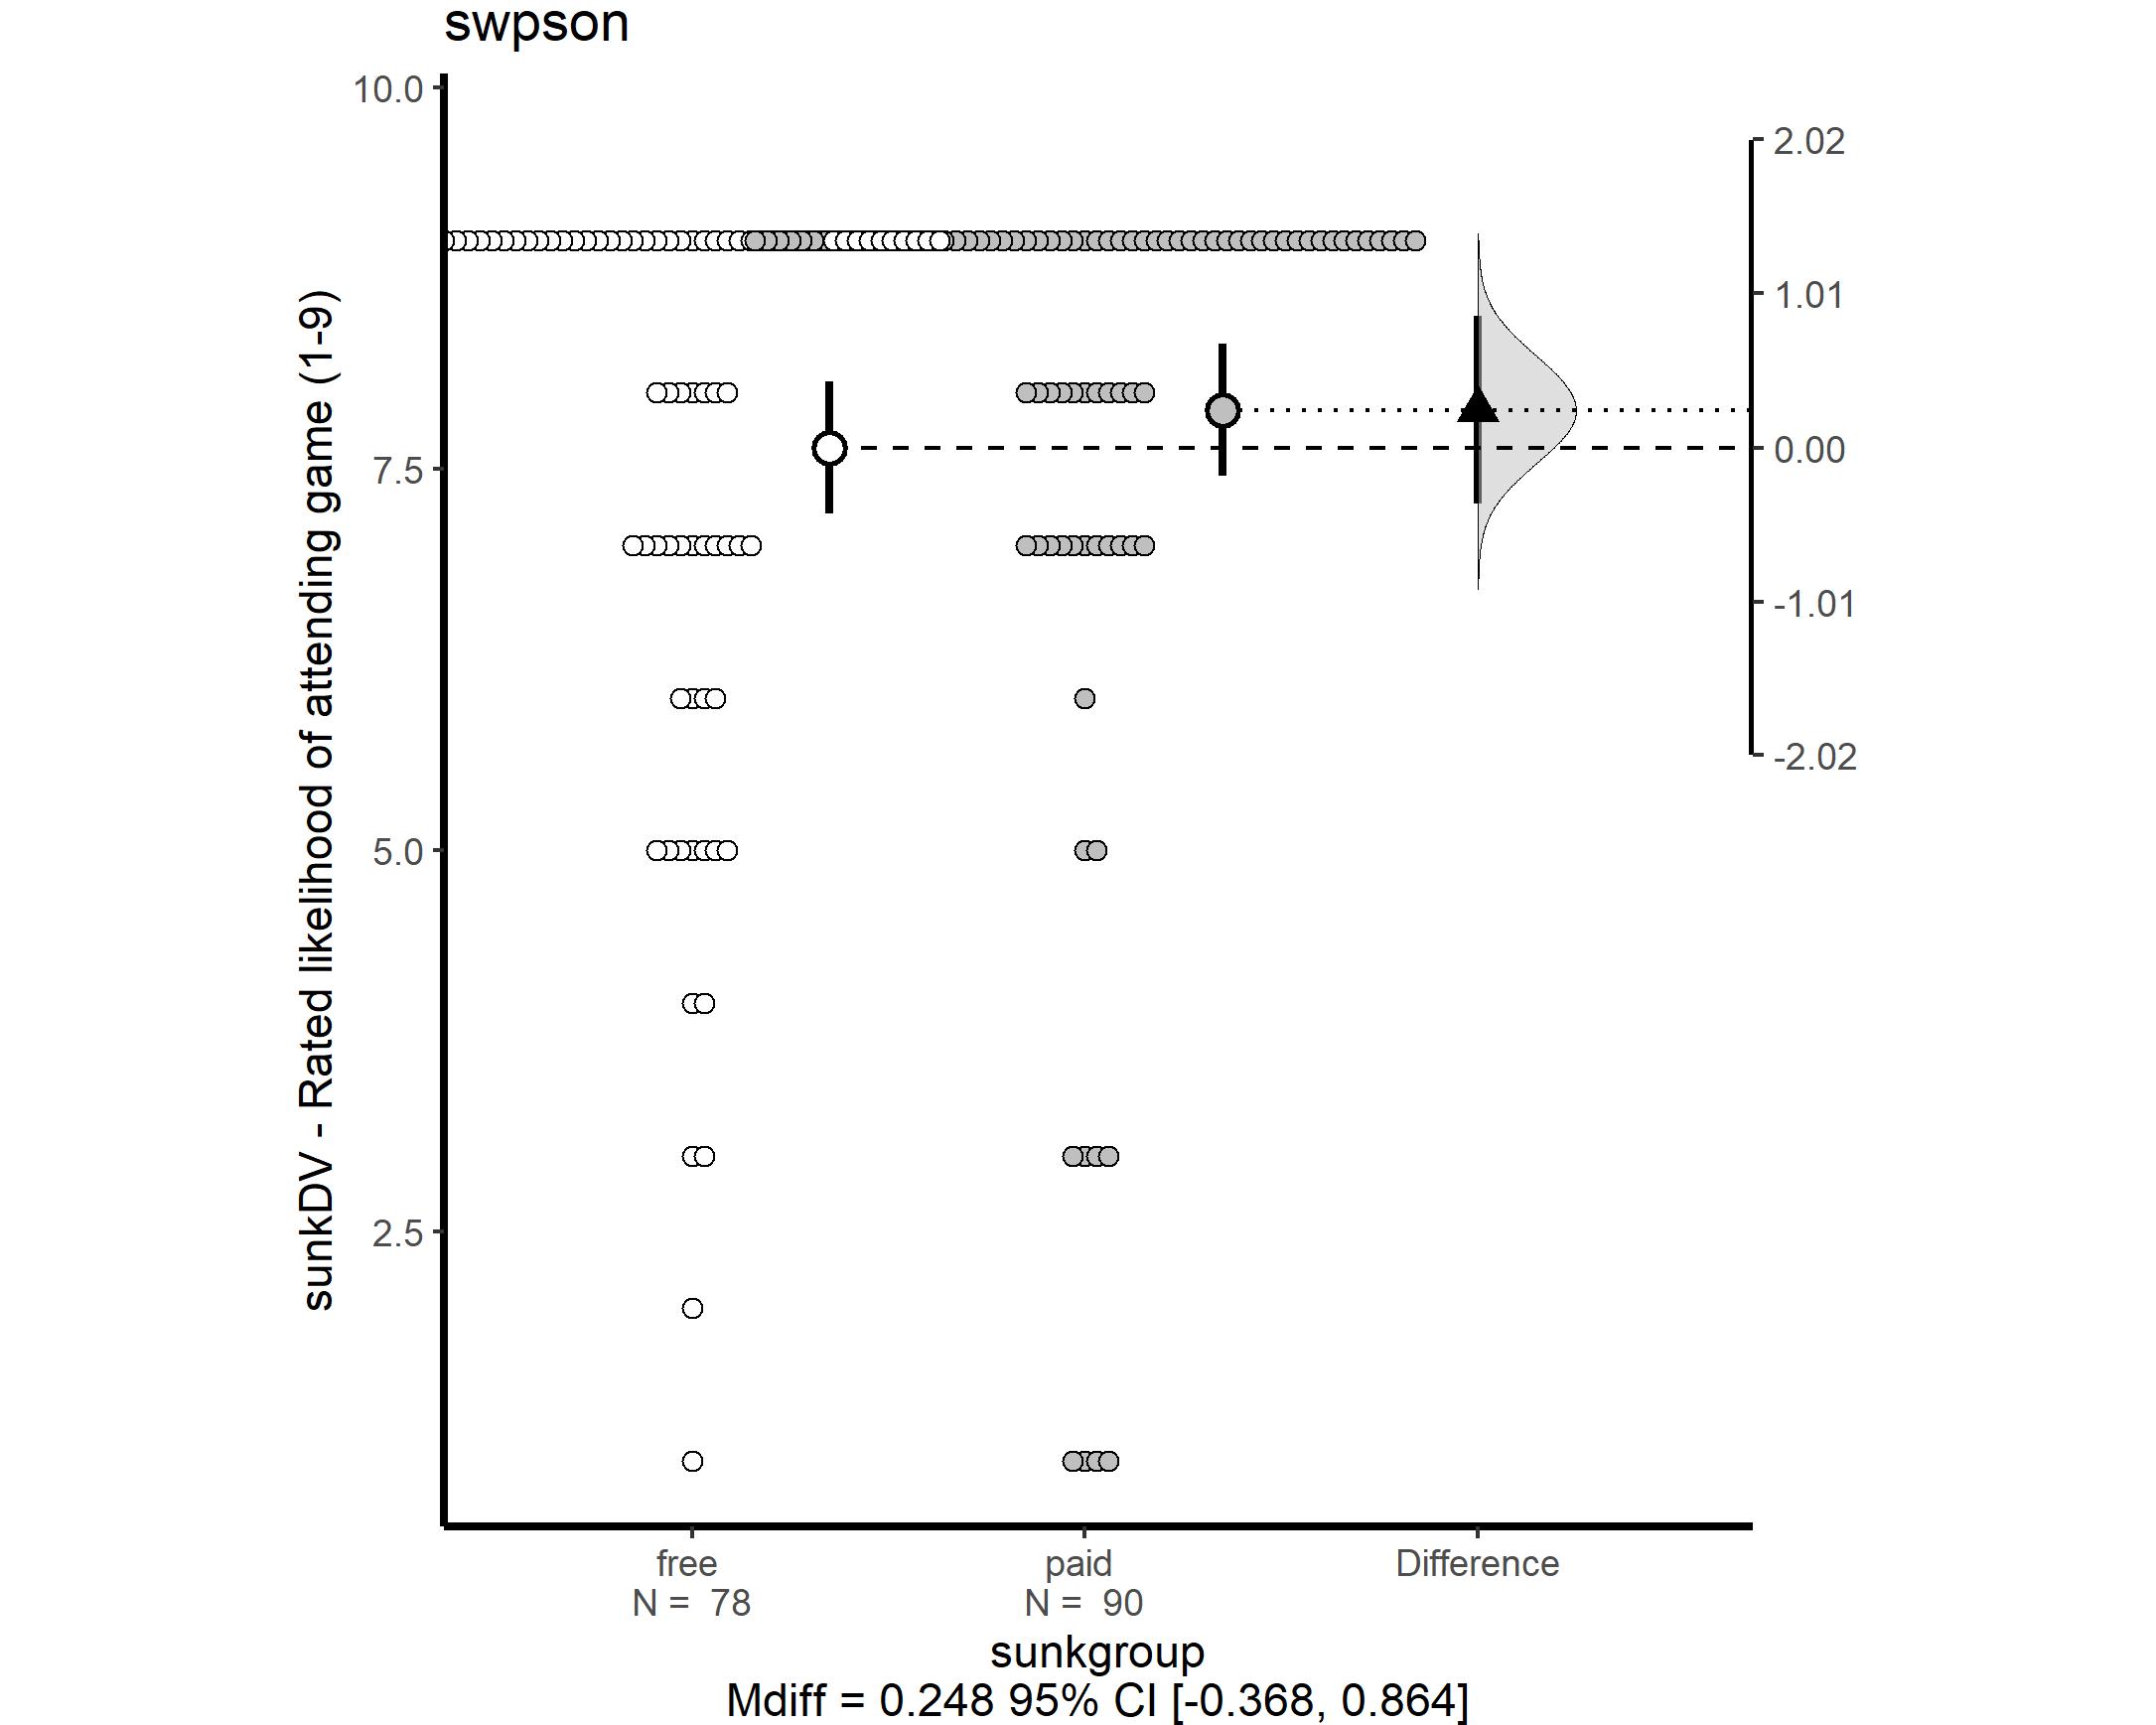 swpson
10.0
7.5
5.0
2.5
sunkDV - Rated likelihood of attending game (1-9)
2.02
1.01
0.00
-1.01
-2.02
free
N =  78
paid
N =  90
Difference
sunkgroup
Mdiff = 0.248 95% CI [-0.368, 0.864]